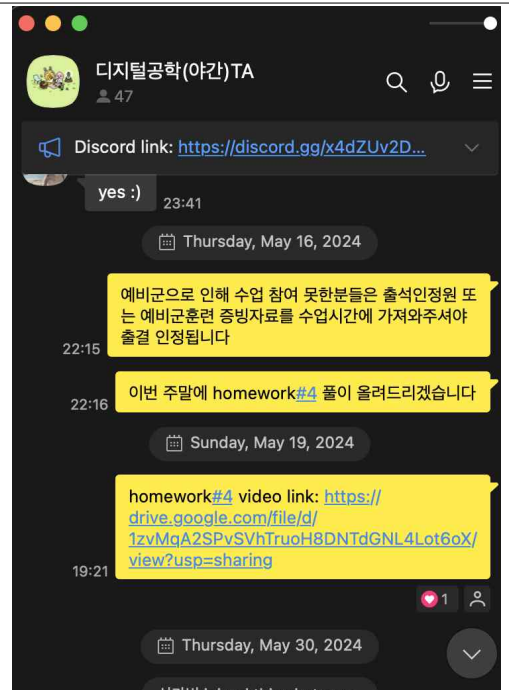 디지털공학(야간)TA
47
Discord link: https://discord.gg/x4dZUv2D...
yes :)
23:41
Thursday, May 16, 2024
예비군으로 인해 수업 참여 못한분들은 출석인정원 또
는 예비군훈련 증빙자료를 수업시간에 가져와주셔야
출결 인정됩니다
22:15
이번 주말에 homework#4 풀이 올려드리겠습니다
22:16
Sunday, May 19, 2024
homework#4 video link: https://
drive.google.com/file/d/
1zvMqA2SPvSVhTruoH8DNTdGNL4Lot6oX/
view?usp=sharing
19:21
1
Thursday, May 30, 2024